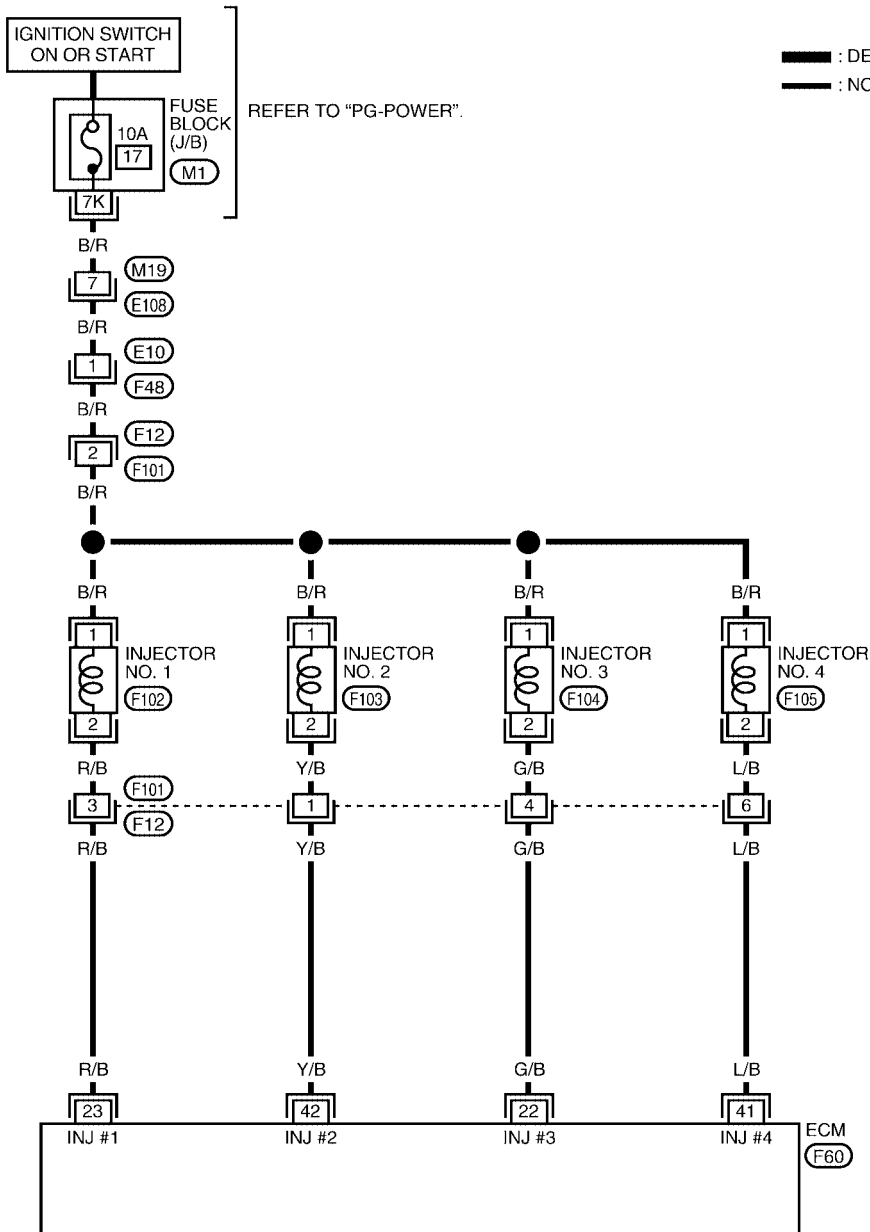 IGNITION SWITCH
ON OR START
FUSE
BLOCK
(J/B)
REFER TO "PG-POWER".
10A
17
M1
7K
: DE
: NO
B/R
7
M19
E108
B/R
1
E10
F48
B/R
2
F12
F101
B/R
B/R B/R B/R B/R
1 1 1 1
INJECTOR
NO. 1
F102
INJECTOR
NO. 2
F103
INJECTOR
NO. 3
F104
INJECTOR
NO. 4
F105
2 2 2 2
R/B Y/B G/B L/B
F101
3 1 4 6
F12
R/B Y/B G/B L/B
R/B Y/B G/B L/B
23 42 22 41
INJ #1 INJ #2 INJ #3 INJ #4
ECM
F60